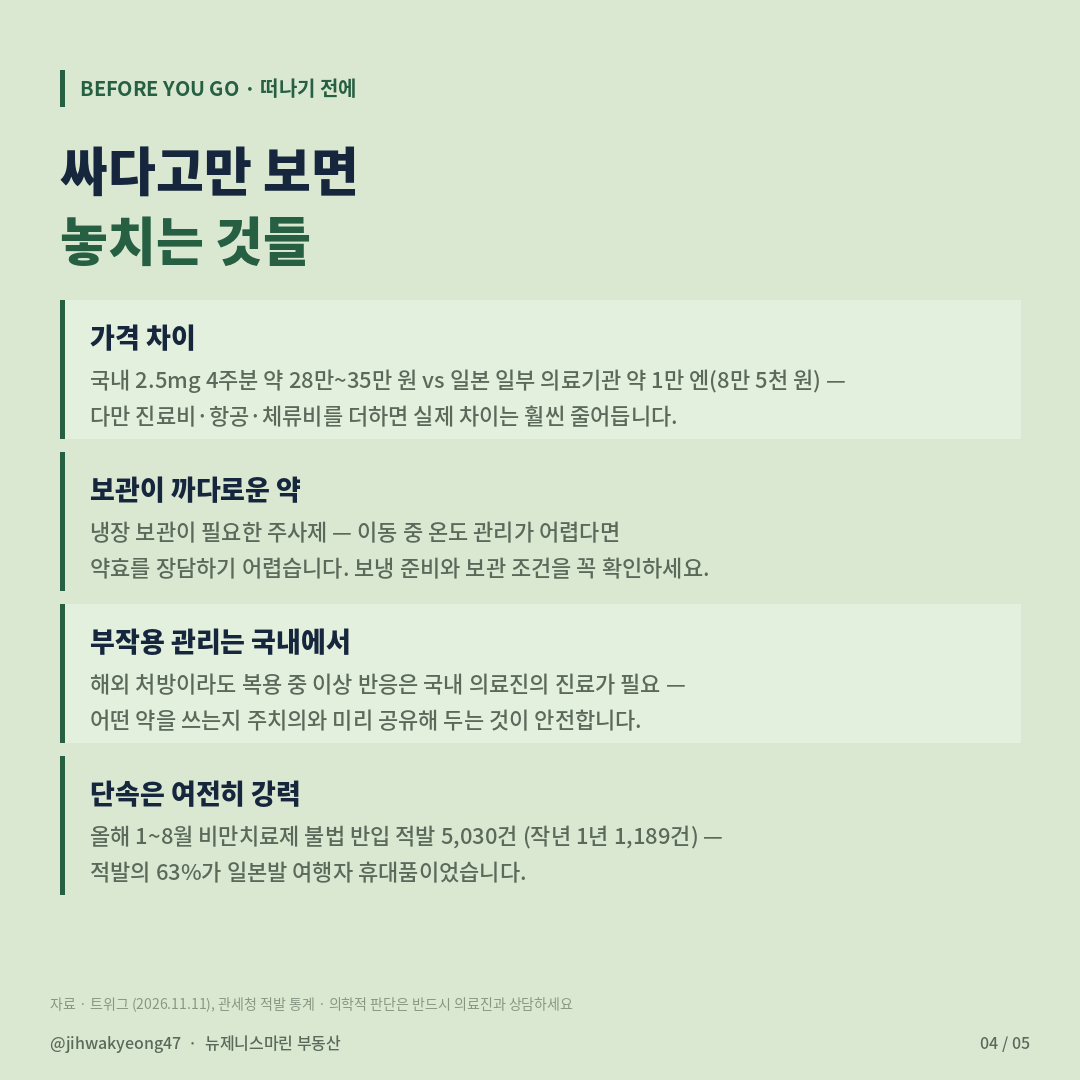 BEFORE YOU GO · 떠나기 전에
싸다고만 보면
놓치는 것들
가격 차이
국내 2.5mg 4주분 약 28만~35만 원 vs 일본 일부 의료기관 약 1만 엔(8만 5천 원) —
다만 진료비·항공·체류비를 더하면 실제 차이는 훨씬 줄어듭니다.
보관이 까다로운 약
냉장 보관이 필요한 주사제 — 이동 중 온도 관리가 어렵다면
약효를 장담하기 어렵습니다. 보냉 준비와 보관 조건을 꼭 확인하세요.
부작용 관리는 국내에서
해외 처방이라도 복용 중 이상 반응은 국내 의료진의 진료가 필요 —
어떤 약을 쓰는지 주치의와 미리 공유해 두는 것이 안전합니다.
단속은 여전히 강력
올해 1~8월 비만치료제 불법 반입 적발 5,030건 (작년 1년 1,189건) —
적발의 63%가 일본발 여행자 휴대품이었습니다.
자료 · 트위그 (2026.11.11), 관세청 적발 통계 · 의학적 판단은 반드시 의료진과 상담하세요
@jihwakyeong47 · 뉴제니스마린 부동산
04 / 05